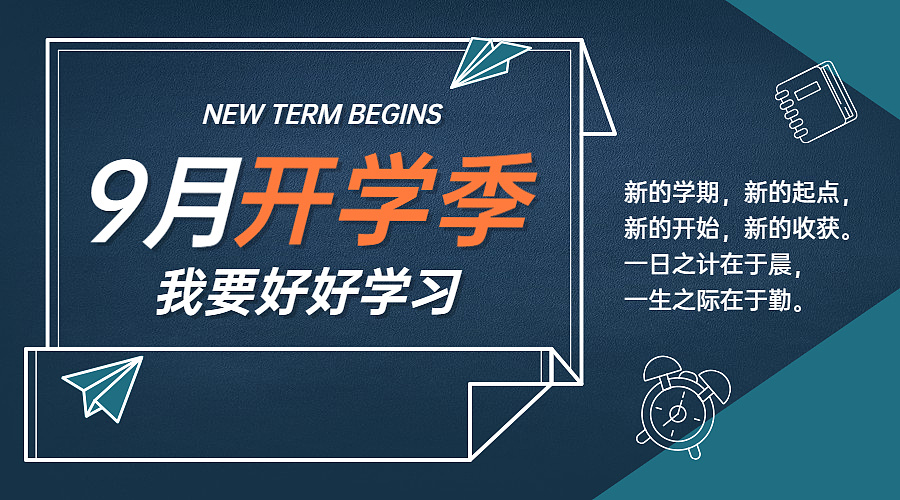 NEW TERM BEGINS
9月开学季
我要好好学习
新的学期，新的起点，
新的开始，新的收获。
一日之计在于晨，
一生之际在于勤。